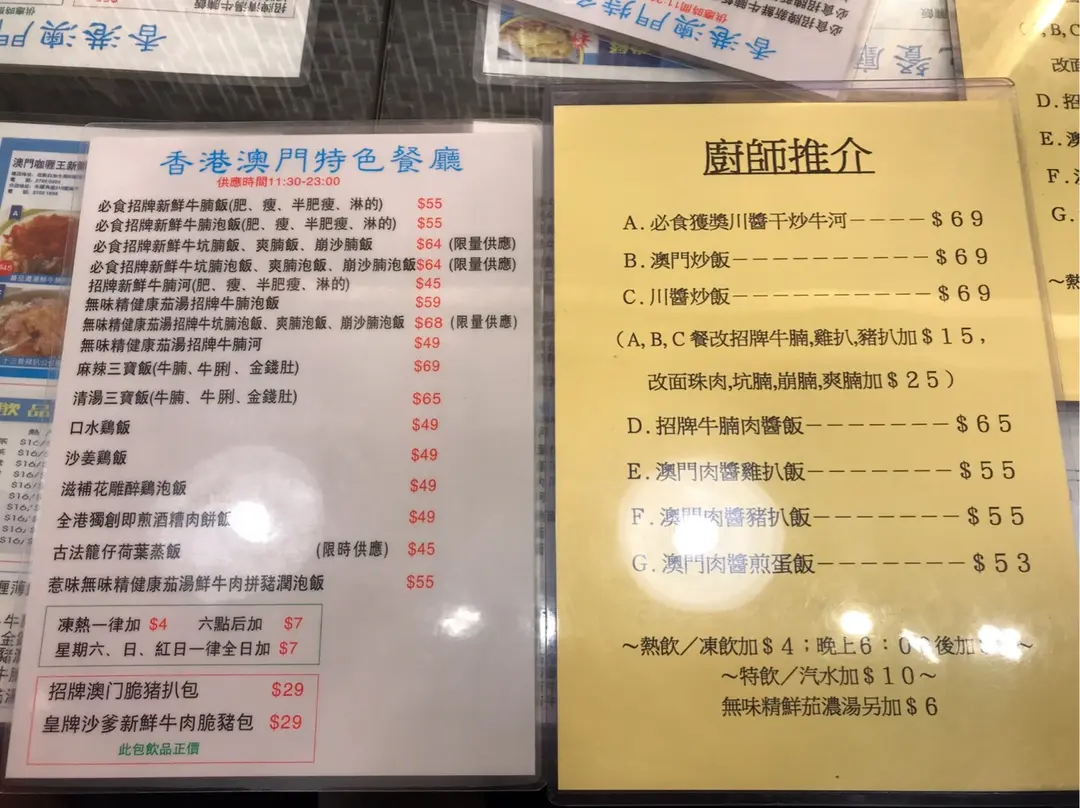 香港澳門特色餐廳
供應時間11:30-23:00
必食招牌新鮮牛腩飯(肥、瘦、半肥瘦、淋的) $55
必食招牌新鮮牛腩泡飯(肥、瘦、半肥瘦、淋的) $55
必食招牌新鮮牛坑腩飯、爽腩飯、崩沙腩飯 $64 (限量供應)
必食招牌新鮮牛坑腩泡飯、爽腩泡飯、崩沙腩泡飯$64 (限量供應)
招牌新鮮牛腩河(肥、瘦、半肥瘦、淋的) $45
無味精健康茄湯招牌牛腩泡飯 $59
無味精健康茄湯招牌牛坑腩泡飯、爽腩泡飯、崩沙腩泡飯 $68 (限量供應)
無味精健康茄湯招牌牛腩河 $49
麻辣三寶飯(牛腩、牛脷、金錢肚) $69
清湯三寶飯(牛腩、牛脷、金錢肚) $65
口水鷄飯 $49
沙姜鷄飯 $49
滋補花雕醉鷄泡飯 $49
全港獨創即煎酒糟肉餅飯 $49
古法籠仔荷葉蒸飯 (限時供應) $45
惹味無味精健康茄湯鮮牛肉拼豬潤泡飯 $55
凍熱一律加 $4 六點后加 $7
星期六、日、紅日一律全日加 $7
招牌澳门脆猪扒包 $29
皇牌沙爹新鮮牛肉脆豬包 $29
此包飲品正價
廚師推介
A.必食獲獎川醬干炒牛河----$69
B.澳門炒飯----------$69
C.川醬炒飯----------$69
(A,B,C餐改招牌牛腩,雞扒,豬扒加$15,
改面珠肉,坑腩,崩腩,爽腩加$25)
D.招牌牛腩肉醬飯-------$65
E.澳門肉醬雞扒飯-------$55
F.澳門肉醬豬扒飯-------$55
G.澳門肉醬煎蛋飯-------$53
~熱飲/凍飲加$4;晚上6:0 後加 ~
~特飲/汽水加$10~
無味精鮮茄濃湯另加$6
澳門咖喱王新
飲品
香港澳門
香港澳門特